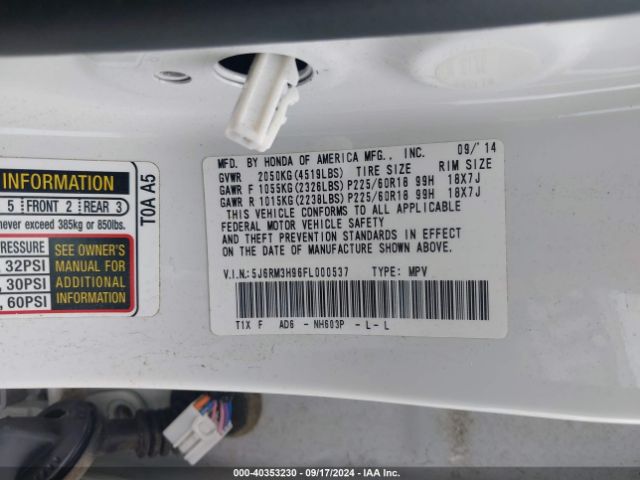 MFD. BY HONDA OF AMERICA MFG., INC. 09/'14
GVWR 2050KG(4519LBS) TIRE SIZE RIM SIZE
GAWR F 1055KG(2326LBS)P225/60R18 99H 18X7J
GAWR R 1015KG(2238LBS)P225/60R18 99H 18X7J
THIS VEHICLE CONFORMS TO ALL APPLICABLE
FEDERAL MOTOR VEHICLE SAFETY
AND THEFT PREVENTION STANDARDS IN EFFECT
ON THE DATE OF MANUFACTURE SHOWN ABOVE.
V.I.N.:5J6RM3H96FL000537 TYPE: MPV
T1X F AD6 -NH603P -L-L
INFORMATION
5 FRONT 2 REAR 3
never exceed 385kg or 850lbs.
PRESSURE
, 32PSI
, 30PSI
, 60PSI
SEE OWNER'S
MANUAL FOR
ADDITIONAL
INFORMATION
T0A A5
000-40353230 - 09/17/2024 - IAA Inc.